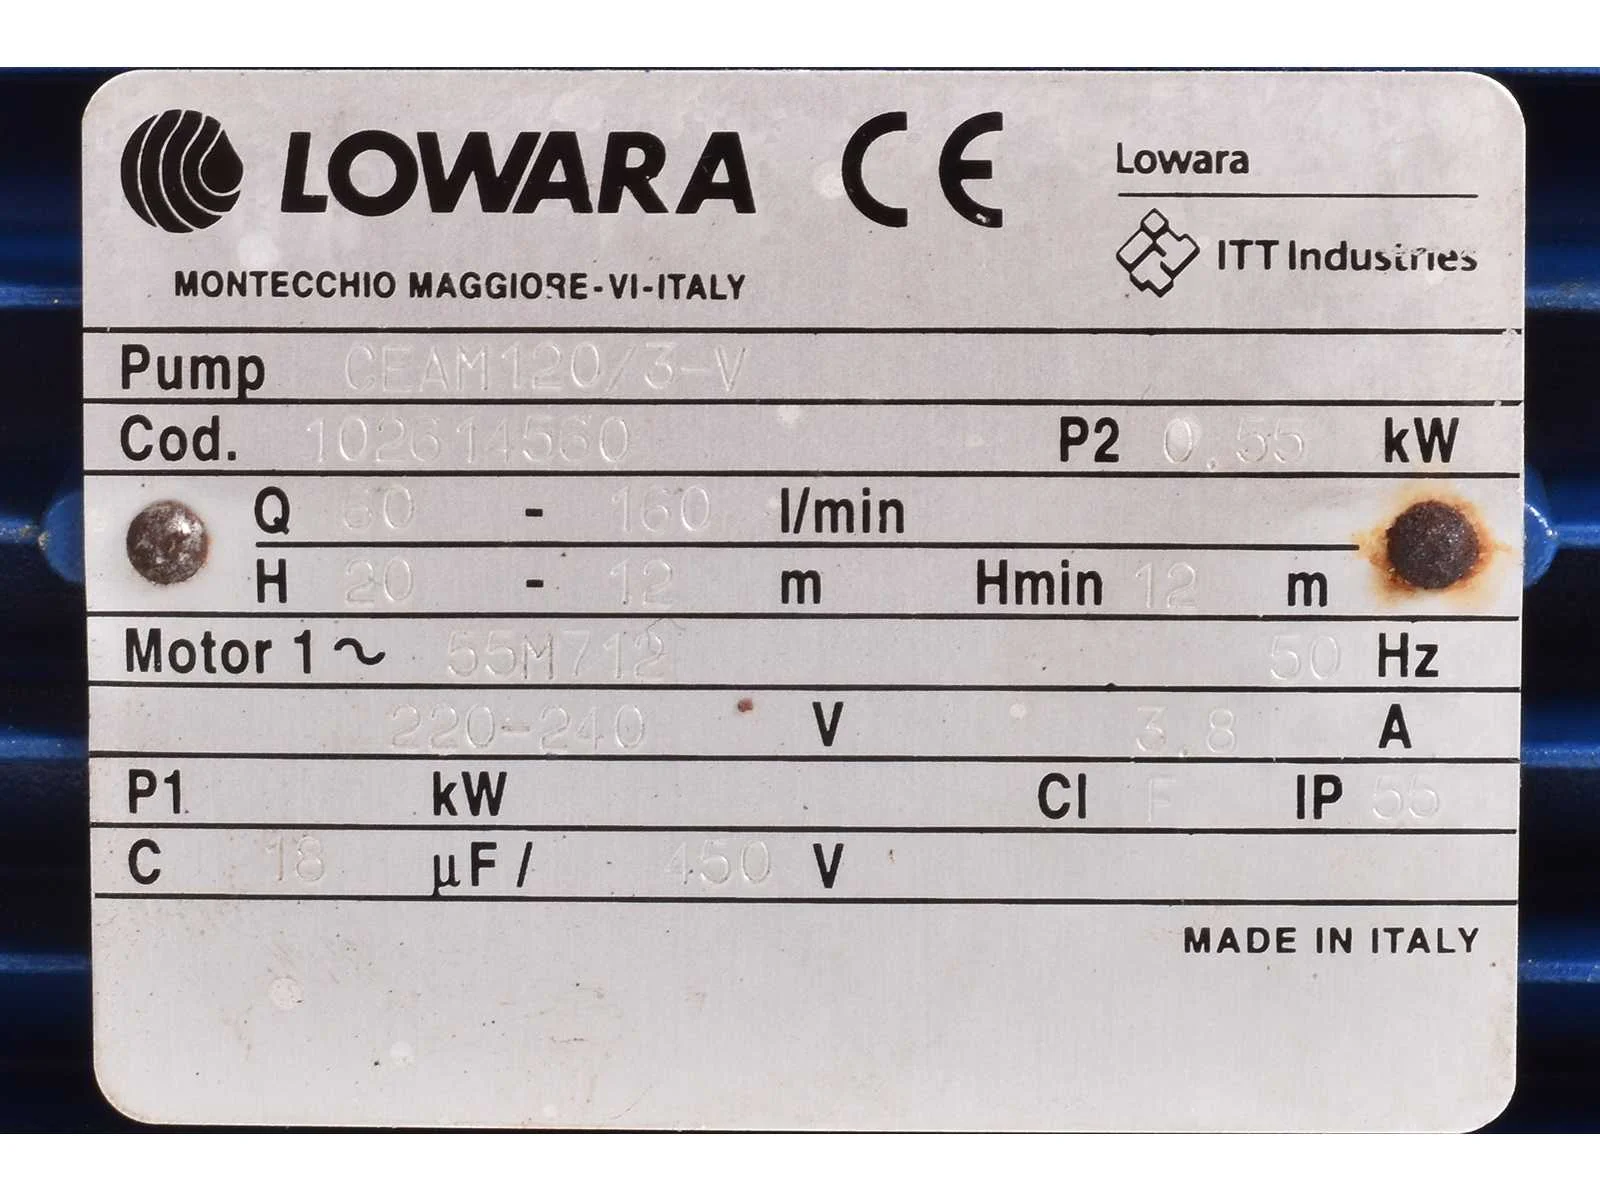 LOWARA CE
Lowara
ITT Industries
MONTECCHIO MAGGIORE-VI-ITALY
Pump CEAM120/3-V
Cod. 102614560 P2 0.55 kW
Q 60 - 160 l/min
H 20 - 12 m Hmin 12 m
Motor 1~ 55M712 50 Hz
220-240 V 3.8 A
P1 kW Cl F IP 55
C 18 µF / 450 V
MADE IN ITALY